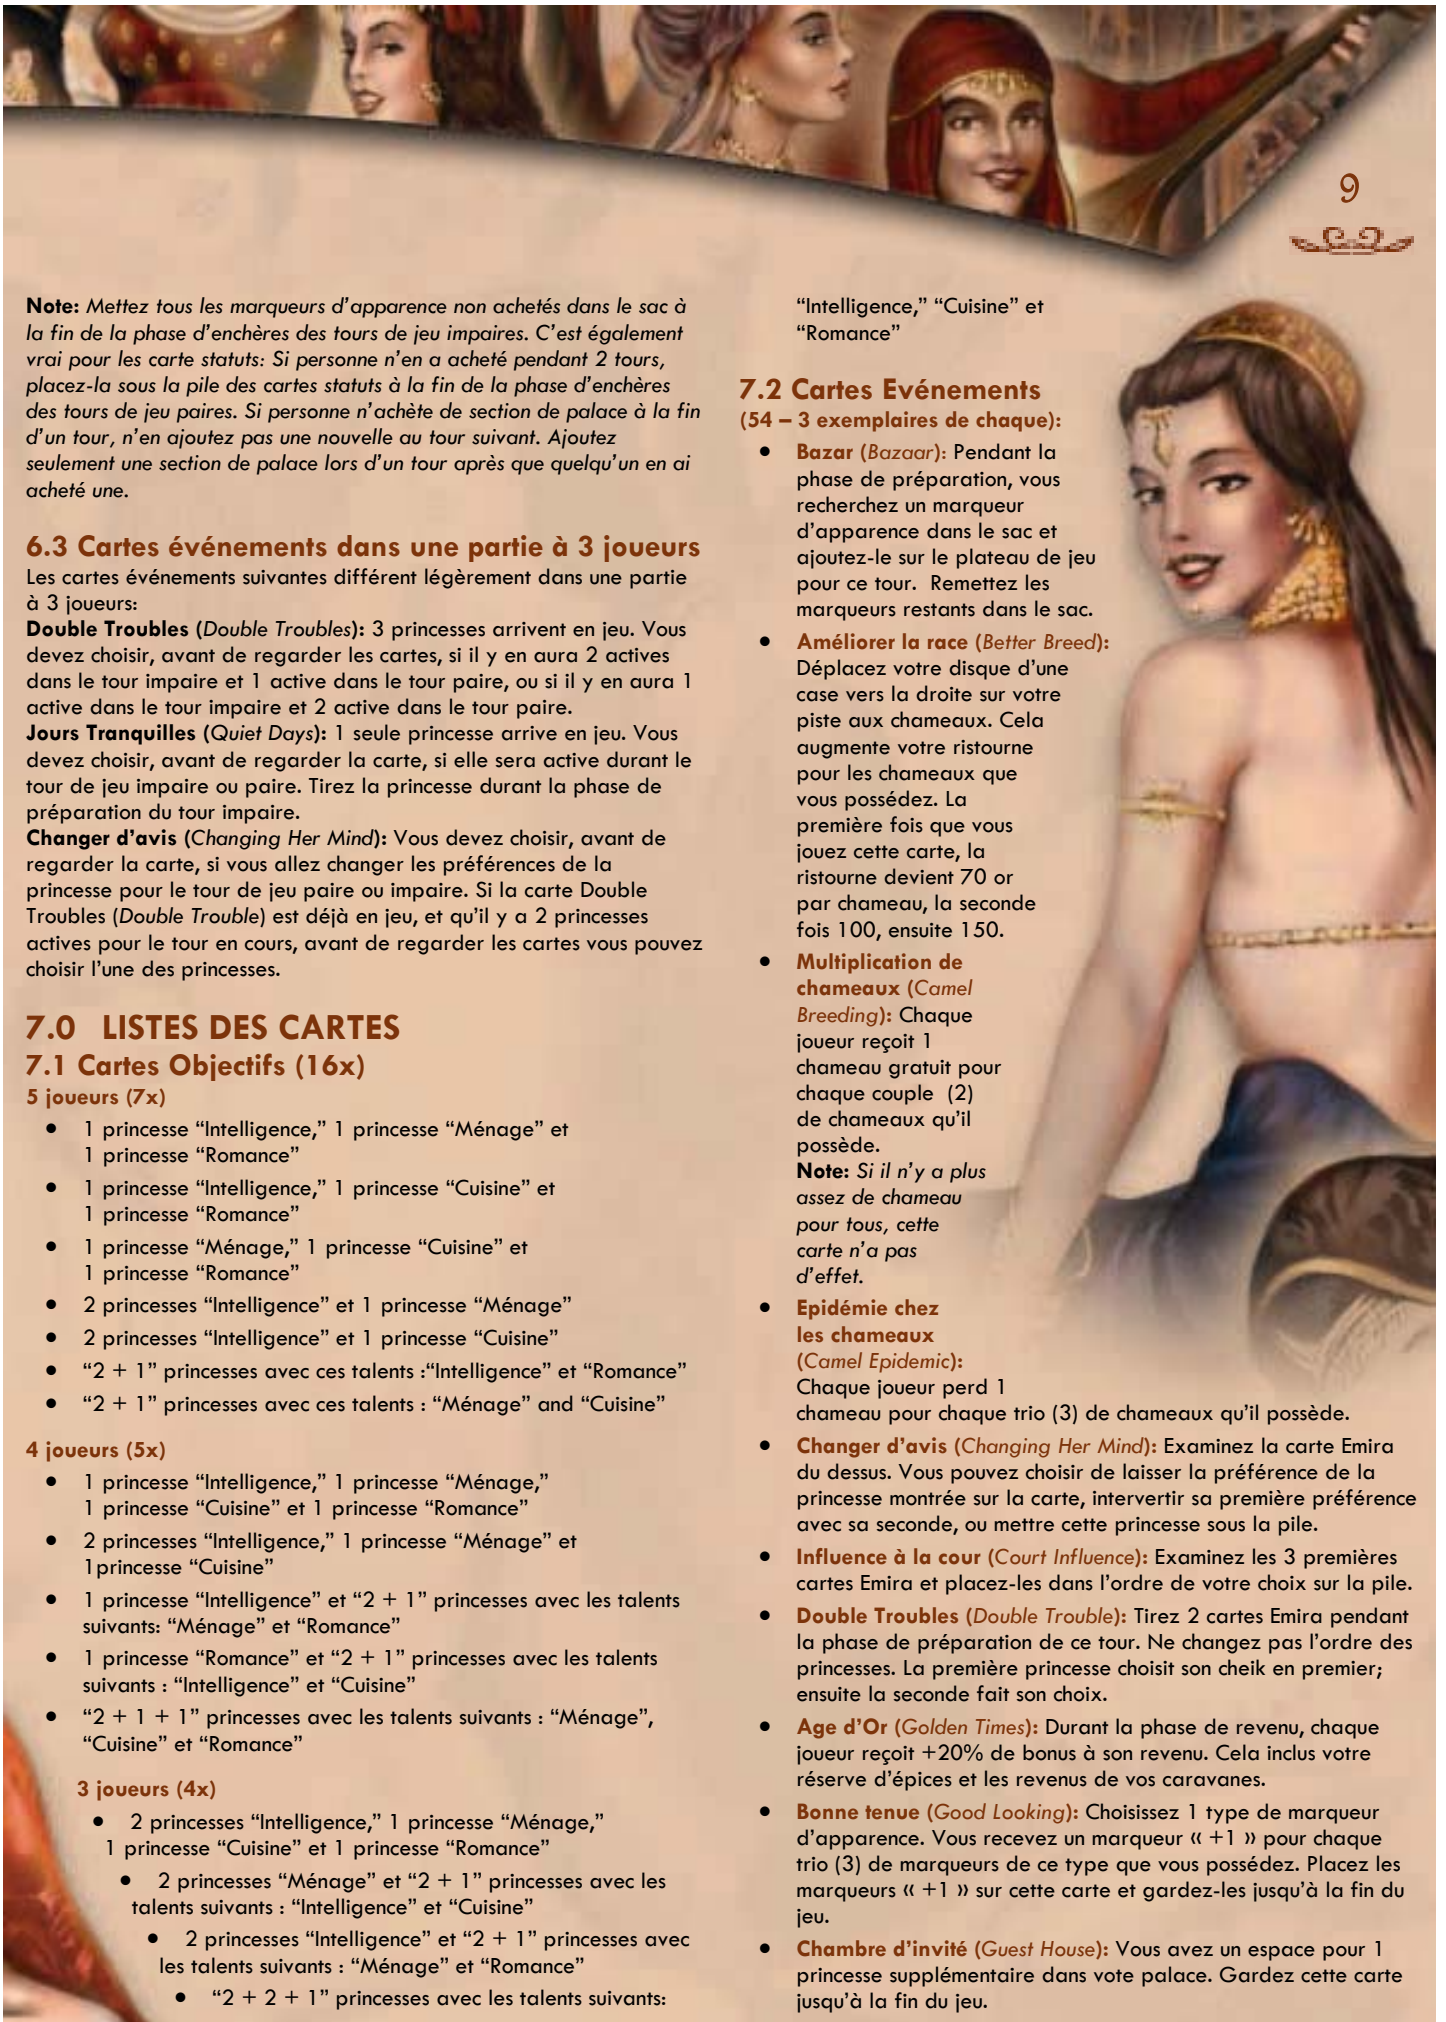 9
Note: Mettez tous les marqueurs d'apparence non achetés dans le sac à
la fin de la phase d'enchères des tours de jeu impaires. C'est également
vrai pour les carte statuts: Si personne n'en a acheté pendant 2 tours,
placez-la sous la pile des cartes statuts à la fin de la phase d'enchères
des tours de jeu paires. Si personne n'achète de section de palace à la fin
d'un tour, n'en ajoutez pas une nouvelle au tour suivant. Ajoutez
seulement une section de palace lors d'un tour après que quelqu'un en ai
acheté une.
6.3 Cartes événements dans une partie à 3 joueurs
Les cartes événements suivantes différent légèrement dans une partie
à 3 joueurs:
Double Troubles (Double Troubles): 3 princesses arrivent en jeu. Vous
devez choisir, avant de regarder les cartes, si il y en aura 2 actives
dans le tour impaire et 1 active dans le tour paire, ou si il y en aura 1
active dans le tour impaire et 2 active dans le tour paire.
Jours Tranquilles (Quiet Days): 1 seule princesse arrive en jeu. Vous
devez choisir, avant de regarder la carte, si elle sera active durant le
tour de jeu impaire ou paire. Tirez la princesse durant la phase de
préparation du tour impaire.
Changer d'avis (Changing Her Mind): Vous devez choisir, avant de
regarder la carte, si vous allez changer les préférences de la
princesse pour le tour de jeu paire ou impaire. Si la carte Double
Troubles (Double Trouble) est déjà en jeu, et qu'il y a 2 princesses
actives pour le tour en cours, avant de regarder les cartes vous pouvez
choisir l'une des princesses.
7.0 LISTES DES CARTES
7.1 Cartes Objectifs (16x)
5 joueurs (7x)
• 1 princesse “Intelligence,” 1 princesse “Ménage” et
1 princesse “Romance”
• 1 princesse “Intelligence,” 1 princesse “Cuisine” et
1 princesse “Romance”
• 1 princesse “Ménage,” 1 princesse “Cuisine” et
1 princesse “Romance”
• 2 princesses “Intelligence” et 1 princesse “Ménage”
• 2 princesses “Intelligence” et 1 princesse “Cuisine”
• “2 + 1” princesses avec ces talents :“Intelligence” et “Romance”
• “2 + 1” princesses avec ces talents : “Ménage” and “Cuisine”
4 joueurs (5x)
• 1 princesse “Intelligence,” 1 princesse “Ménage,”
1 princesse “Cuisine” et 1 princesse “Romance”
• 2 princesses “Intelligence,” 1 princesse “Ménage” et
1princesse “Cuisine”
• 1 princesse “Intelligence” et “2 + 1” princesses avec les talents
suivants: “Ménage” et “Romance”
• 1 princesse “Romance” et “2 + 1” princesses avec les talents
suivants : “Intelligence” et “Cuisine”
• “2 + 1 + 1” princesses avec les talents suivants : “Ménage”,
“Cuisine” et “Romance”
3 joueurs (4x)
• 2 princesses “Intelligence,” 1 princesse “Ménage,”
1 princesse “Cuisine” et 1 princesse “Romance”
• 2 princesses “Ménage” et “2 + 1” princesses avec les
talents suivants : “Intelligence” et “Cuisine”
• 2 princesses “Intelligence” et “2 + 1” princesses avec
les talents suivants : “Ménage” et “Romance”
• “2 + 2 + 1” princesses avec les talents suivants:
“Intelligence,” “Cuisine” et
“Romance”
7.2 Cartes Evénements
(54 – 3 exemplaires de chaque):
• Bazar (Bazaar): Pendant la
phase de préparation, vous
recherchez un marqueur
d'apparence dans le sac et
ajoutez-le sur le plateau de jeu
pour ce tour. Remettez les
marqueurs restants dans le sac.
• Améliorer la race (Better Breed):
Déplacez votre disque d'une
case vers la droite sur votre
piste aux chameaux. Cela
augmente votre ristourne
pour les chameaux que
vous possédez. La
première fois que vous
jouez cette carte, la
ristourne devient 70 or
par chameau, la seconde
fois 100, ensuite 150.
• Multiplication de
chameaux (Camel
Breeding): Chaque
joueur reçoit 1
chameau gratuit pour
chaque couple (2)
de chameaux qu'il
possède.
Note: Si il n'y a plus
assez de chameau
pour tous, cette
carte n'a pas
d'effet.
• Epidémie chez
les chameaux
(Camel Epidemic):
Chaque joueur perd 1
chameau pour chaque trio (3) de chameaux qu'il possède.
• Changer d'avis (Changing Her Mind): Examinez la carte Emira
du dessus. Vous pouvez choisir de laisser la préférence de la
princesse montrée sur la carte, intervertir sa première préférence
avec sa seconde, ou mettre cette princesse sous la pile.
• Influence à la cour (Court Influence): Examinez les 3 premières
cartes Emira et placez-les dans l'ordre de votre choix sur la pile.
• Double Troubles (Double Trouble): Tirez 2 cartes Emira pendant
la phase de préparation de ce tour. Ne changez pas l'ordre des
princesses. La première princesse choisit son cheik en premier;
ensuite la seconde fait son choix.
• Age d'Or (Golden Times): Durant la phase de revenu, chaque
joueur reçoit +20% de bonus à son revenu. Cela inclus votre
réserve d'épices et les revenus de vos caravanes.
• Bonne tenue (Good Looking): Choisissez 1 type de marqueur
d'apparence. Vous recevez un marqueur « +1 » pour chaque
trio (3) de marqueurs de ce type que vous possédez. Placez les
marqueurs « +1 » sur cette carte et gardez-les jusqu'à la fin du
jeu.
• Chambre d'invité (Guest House): Vous avez un espace pour 1
princesse supplémentaire dans vote palace. Gardez cette carte
jusqu'à la fin du jeu.